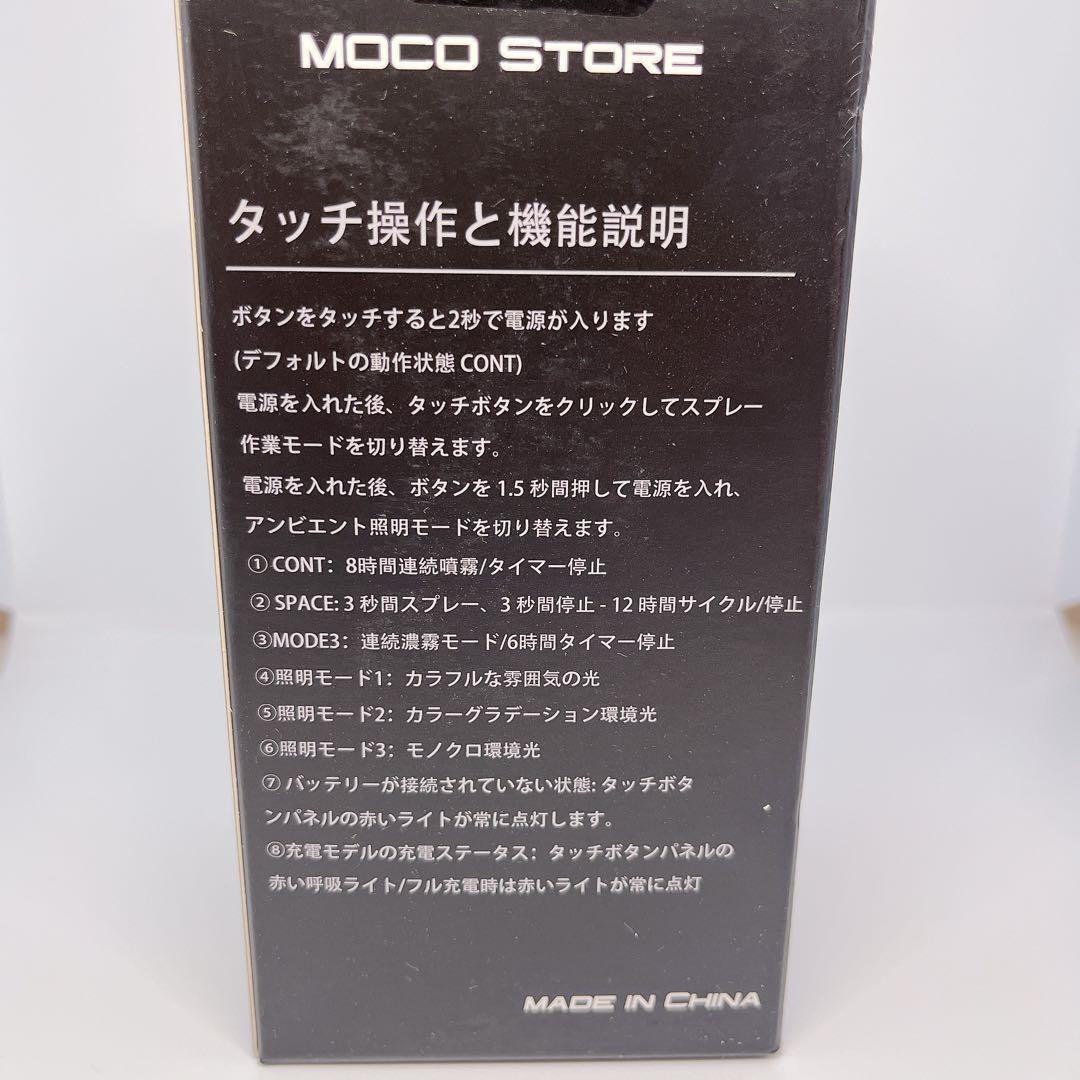 MOCO STORE
タッチ操作と機能説明
ボタンをタッチすると2秒で電源が入ります
(デフォルトの動作状態 CONT)
電源を入れた後、タッチボタンをクリックしてスプレー
作業モードを切り替えます。
電源を入れた後、ボタンを 1.5 秒間押して電源を入れ、
アンビエント照明モードを切り替えます。
① CONT：8時間連続噴霧/タイマー停止
② SPACE: 3 秒間スプレー、3 秒間停止 - 12 時間サイクル/停止
③MODE3：連続濃霧モード/6時間タイマー停止
④照明モード1：カラフルな雰囲気の光
⑤照明モード2：カラーグラデーション環境光
⑥照明モード3：モノクロ環境光
⑦ バッテリーが接続されていない状態: タッチボタ
ンパネルの赤いライトが常に点灯します。
⑧充電モデルの充電ステータス：タッチボタンパネルの
赤い呼吸ライト/フル充電時は赤いライトが常に点灯
MADE IN CHINA